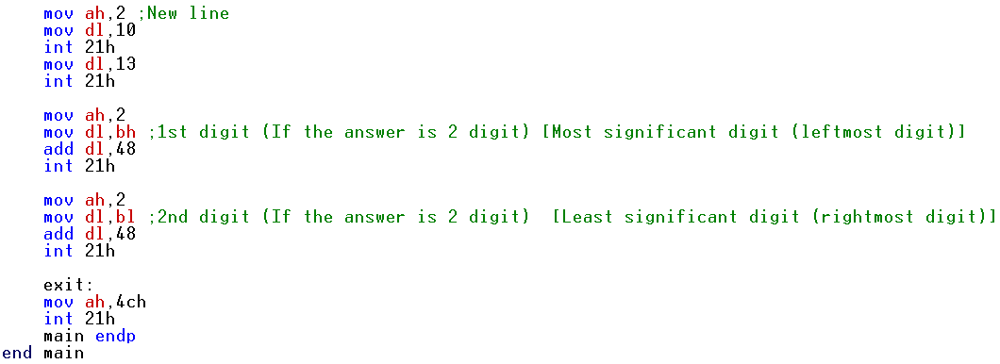 mov ah,2 ;New line
mov dl,10
int 21h
mov dl,13
int 21h
mov ah,2
mov dl,bh ;1st digit (If the answer is 2 digit) [Most significant digit (leftmost digit)]
add dl,48
int 21h
mov ah,2
mov dl,bl ;2nd digit (If the answer is 2 digit)  [Least significant digit (rightmost digit)]
add dl,48
int 21h
exit:
mov ah,4ch
int 21h
main endp
end main